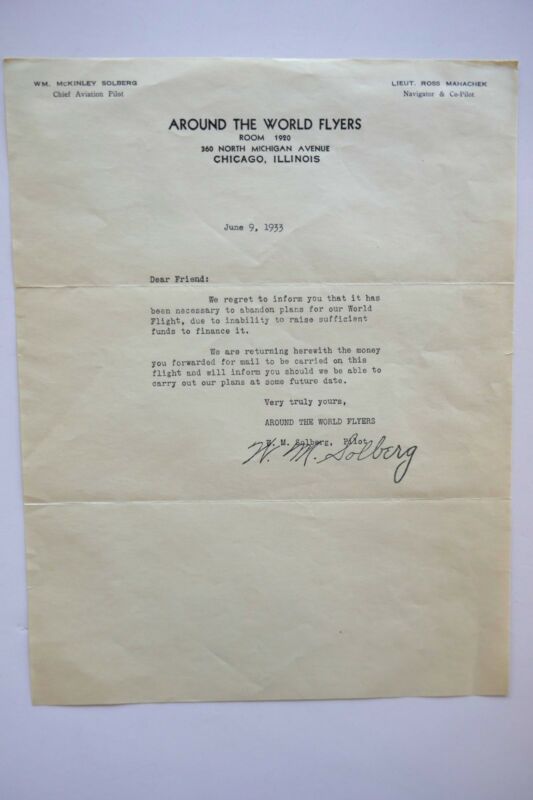 WM. McKINLEY SOLBERG
Chief Aviation Pilot
LIEUT. ROSS MAHACHEK
Navigator & Co-Pilot
AROUND THE WORLD FLYERS
ROOM 1920
360 NORTH MICHIGAN AVENUE
CHICAGO, ILLINOIS
June 9, 1933
Dear Friend:
We regret to inform you that it has
been necessary to abandon plans for our World
Flight, due to inability to raise sufficient
funds to finance it.
We are returning herewith the money
you forwarded for mail to be carried on this
flight and will inform you should we be able to
carry out our plans at some future date.
Very truly yours,
AROUND THE WORLD FLYERS
W. M. Solberg, Pilot
W. M. Solberg